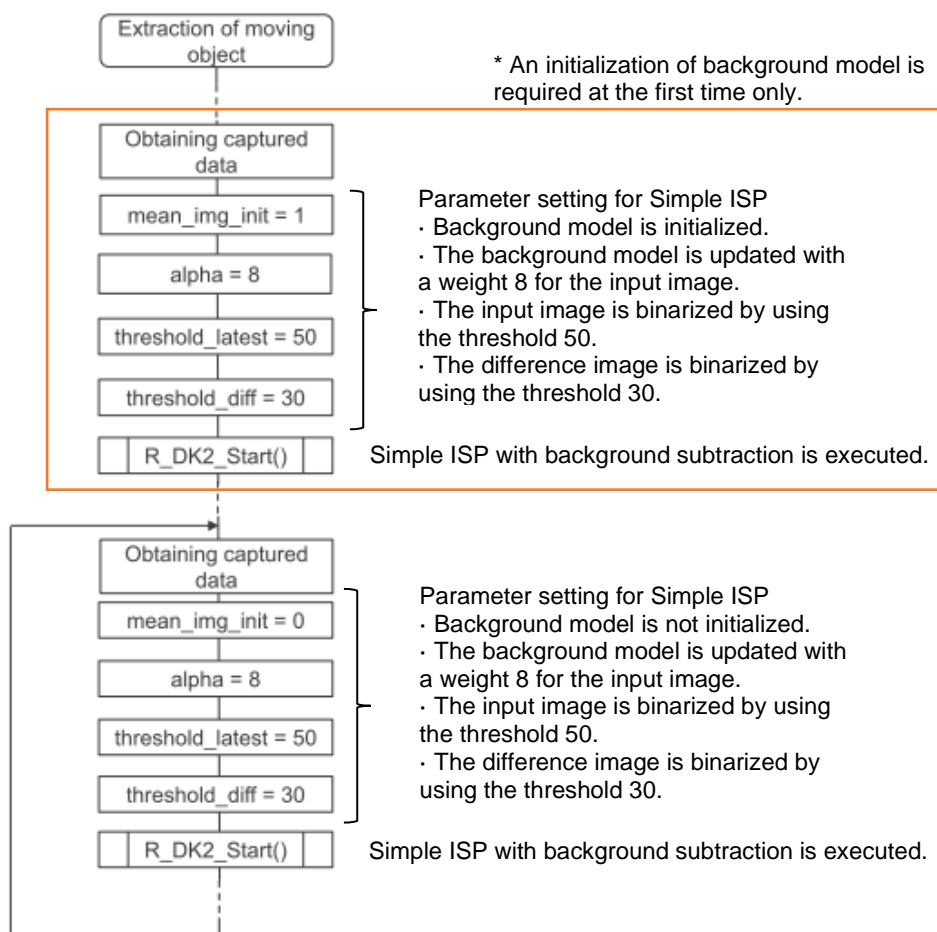 Extraction of moving
object
* An initialization of background model is
required at the first time only.
Obtaining captured
data
mean_img_init = 1
alpha = 8
threshold_latest = 50
threshold_diff = 30
Parameter setting for Simple ISP
· Background model is initialized.
· The background model is updated with
a weight 8 for the input image.
· The input image is binarized by using
the threshold 50.
· The difference image is binarized by
using the threshold 30.
R_DK2_Start()
Simple ISP with background subtraction is executed.
Obtaining captured
data
mean_img_init = 0
alpha = 8
threshold_latest = 50
threshold_diff = 30
Parameter setting for Simple ISP
· Background model is not initialized.
· The background model is updated with
a weight 8 for the input image.
· The input image is binarized by using
the threshold 50.
· The difference image is binarized by
using the threshold 30.
R_DK2_Start()
Simple ISP with background subtraction is executed.